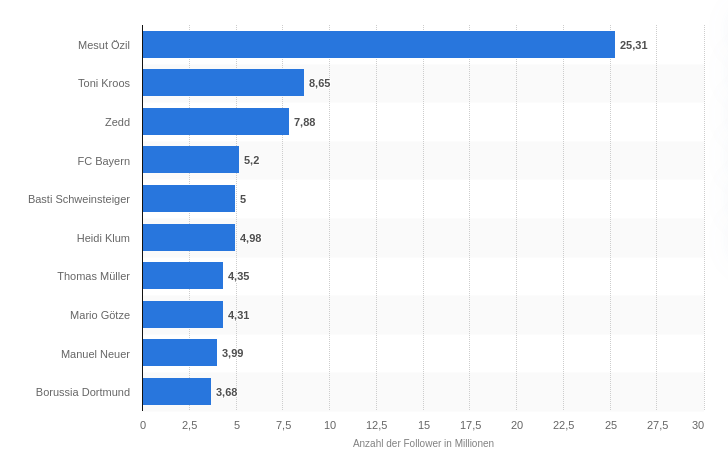 Mesut Özil 25,31
Toni Kroos 8,65
Zedd 7,88
FC Bayern 5,2
Basti Schweinsteiger 5
Heidi Klum 4,98
Thomas Müller 4,35
Mario Götze 4,31
Manuel Neuer 3,99
Borussia Dortmund 3,68
0 2,5 5 7,5 10 12,5 15 17,5 20 22,5 25 27,5 30
Anzahl der Follower in Millionen